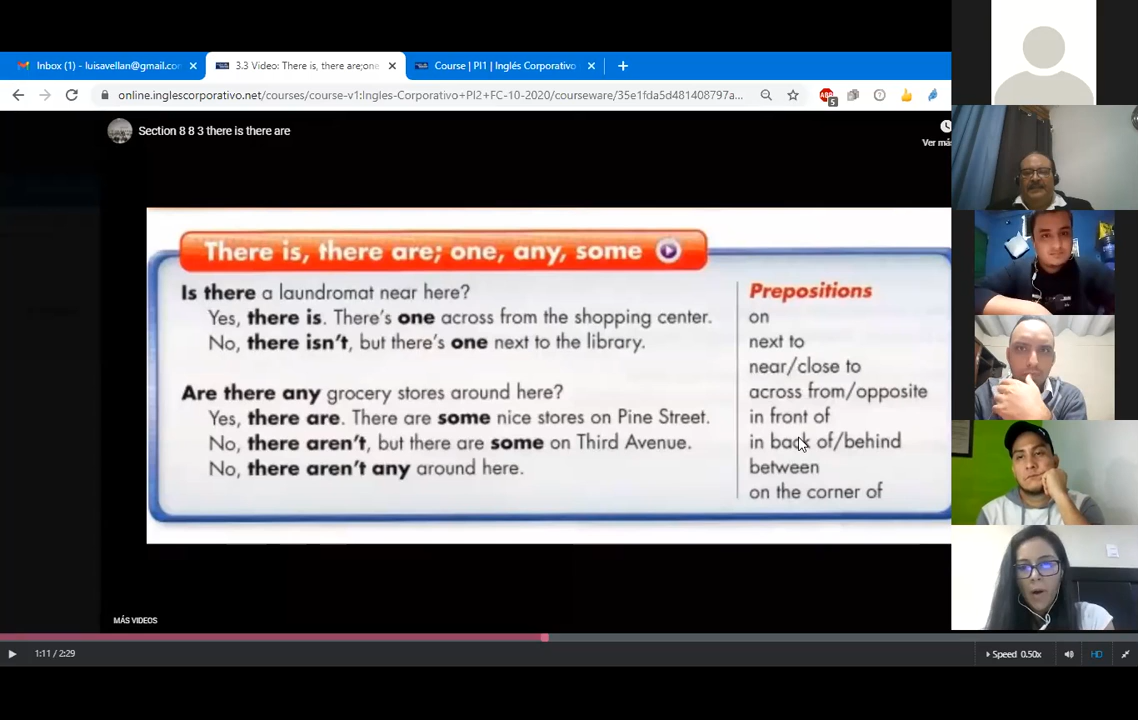 Inbox (1) - luisavellan@gmail.co
3.3 Video: There is, there are;one
Course | PI1 | Inglés Corporativo
online.inglescorporativo.net/courses/course-v1:Ingles-Corporativo+PI2+FC-10-2020/courseware/35e1fda5d481408797a...
5
Section 8 8 3 there is there are
Ver más
There is, there are; one, any, some
Is there a laundromat near here?
Yes, there is. There's one across from the shopping center.
No, there isn't, but there's one next to the library.
Are there any grocery stores around here?
Yes, there are. There are some nice stores on Pine Street.
No, there aren't, but there are some on Third Avenue.
No, there aren't any around here.
Prepositions
on
next to
near/close to
across from/opposite
in front of
in back of/behind
between
on the corner of
MÁS VIDEOS
1:11 / 2:29
Speed 0.50x
HD